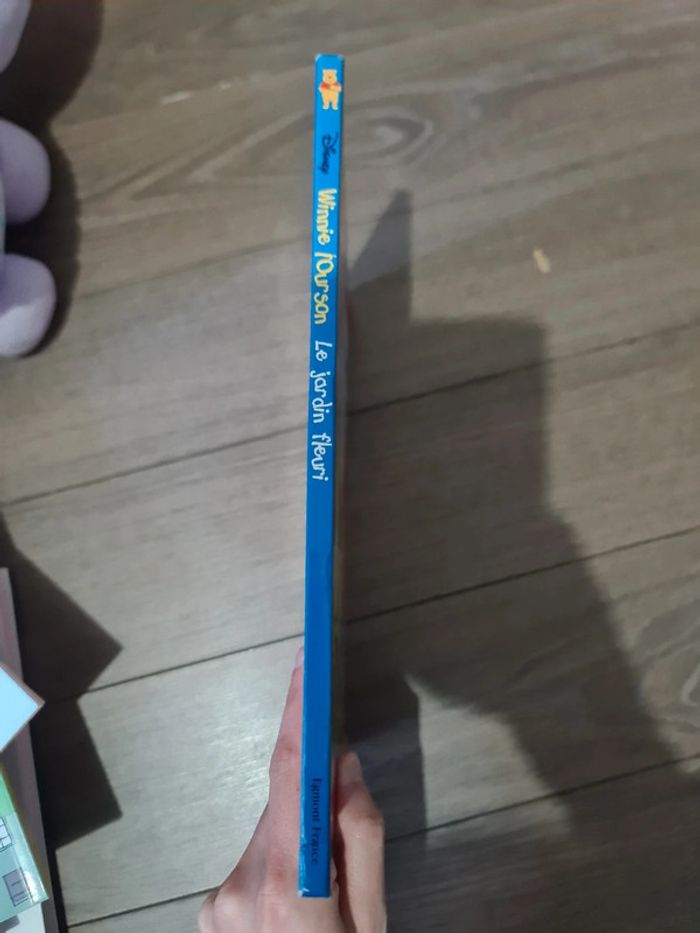 Disney Winnie l'Ourson Le jardin fleuri Egmont France